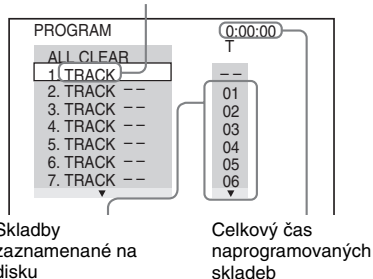 PROGRAM
0:00:00
T
ALL CLEAR
1. TRACK
– –
2. TRACK – –
01
3. TRACK – –
02
4. TRACK – –
03
5. TRACK – –
04
6. TRACK – –
05
7. TRACK – –
06
Skladby
zaznamenané na
disku
Celkový čas
naprogramovaných
skladeb